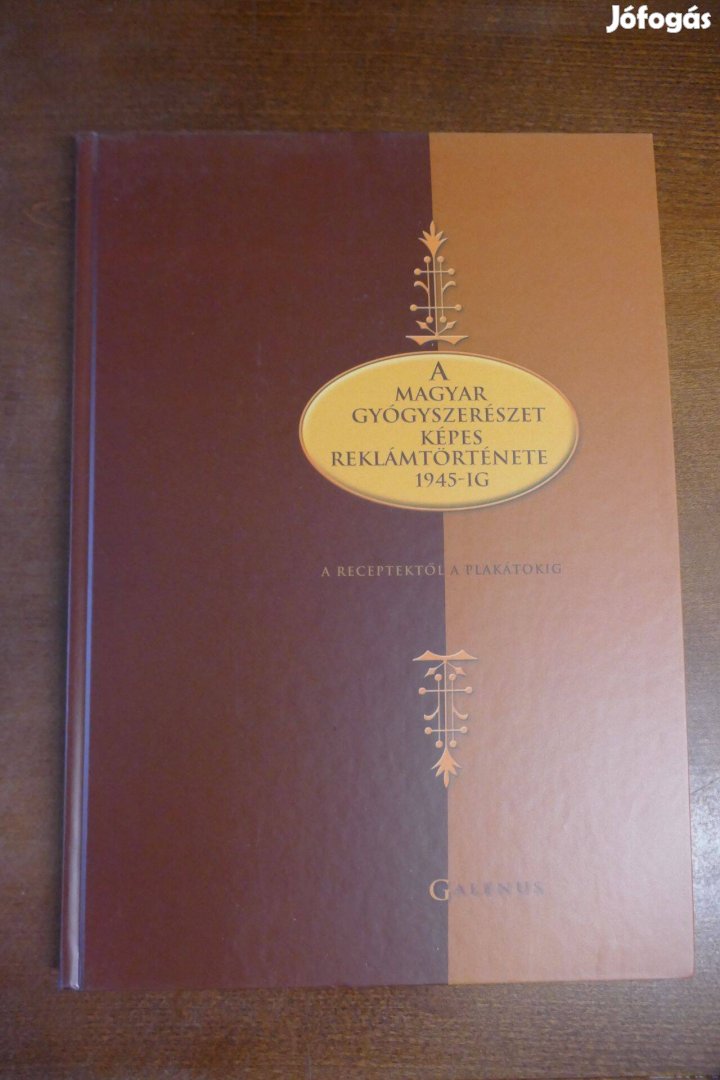 Jófogás
A
MAGYAR
GYÓGYSZERÉSZET
KÉPES
REKLÁMTÖRTÉNETE
1945-IG
A RECEPTEKTŐL A PLAKÁTOKIG
GALENUS